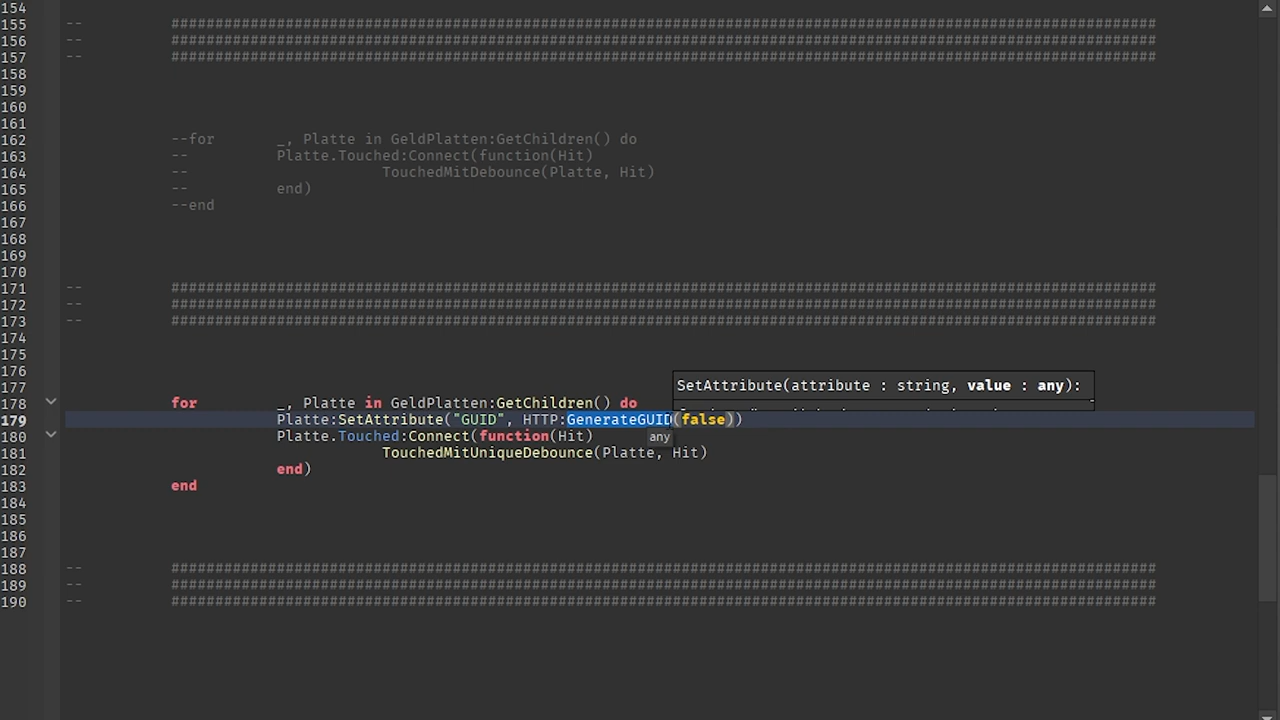 154
155 -- ################################################################################################################
156 -- ################################################################################################################
157 -- ################################################################################################################
158
159
160
161
162 --for _, Platte in GeldPlatten:GetChildren() do
163 -- Platte.Touched:Connect(function(Hit)
164 -- TouchedMitDebounce(Platte, Hit)
165 -- end)
166 --end
167
168
169
170
171 -- ################################################################################################################
172 -- ################################################################################################################
173 -- ################################################################################################################
174
175
176
177
SetAttribute(attribute : string, value : any):
178 for _, Platte in GeldPlatten:GetChildren() do
179 Platte:SetAttribute("GUID", HTTP:GenerateGUID(false))
180 Platte.Touched:Connect(function(Hit)
any
181 TouchedMitUniqueDebounce(Platte, Hit)
182 end)
183 end
184
185
186
187
188 -- ################################################################################################################
189 -- ################################################################################################################
190 -- ################################################################################################################